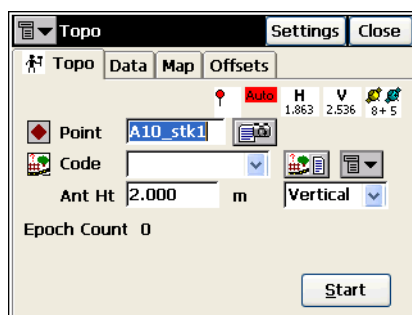 Topo Settings Close
Topo Data Map Offsets
Auto H V
1.863 2.536 8+5
Point A10_stk1
Code
Ant Ht 2.000 m Vertical
Epoch Count 0
Start